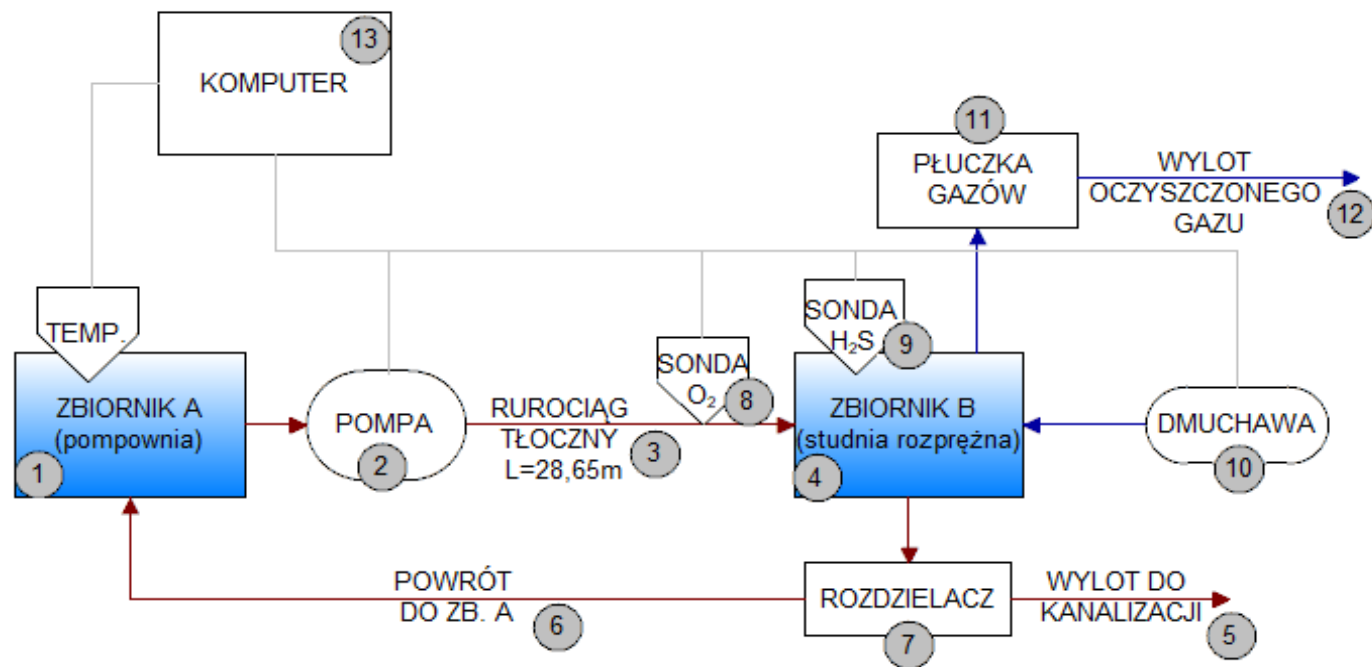 13
KOMPUTER
11
PŁUCZKA
GAZÓW
WYLOT
OCZYSZCZONEGO
GAZU
12
TEMP.
SONDA
O₂
8
SONDA
H₂S
9
ZBIORNIK A
(pompownia)
1
POMPA
2
RUROCIĄG
TŁOCZNY
L=28,65m
3
ZBIORNIK B
(studnia rozprężna)
4
DMUCHAWA
10
POWRÓT
DO ZB. A
6
ROZDZIELACZ
7
WYLOT DO
KANALIZACJI
5